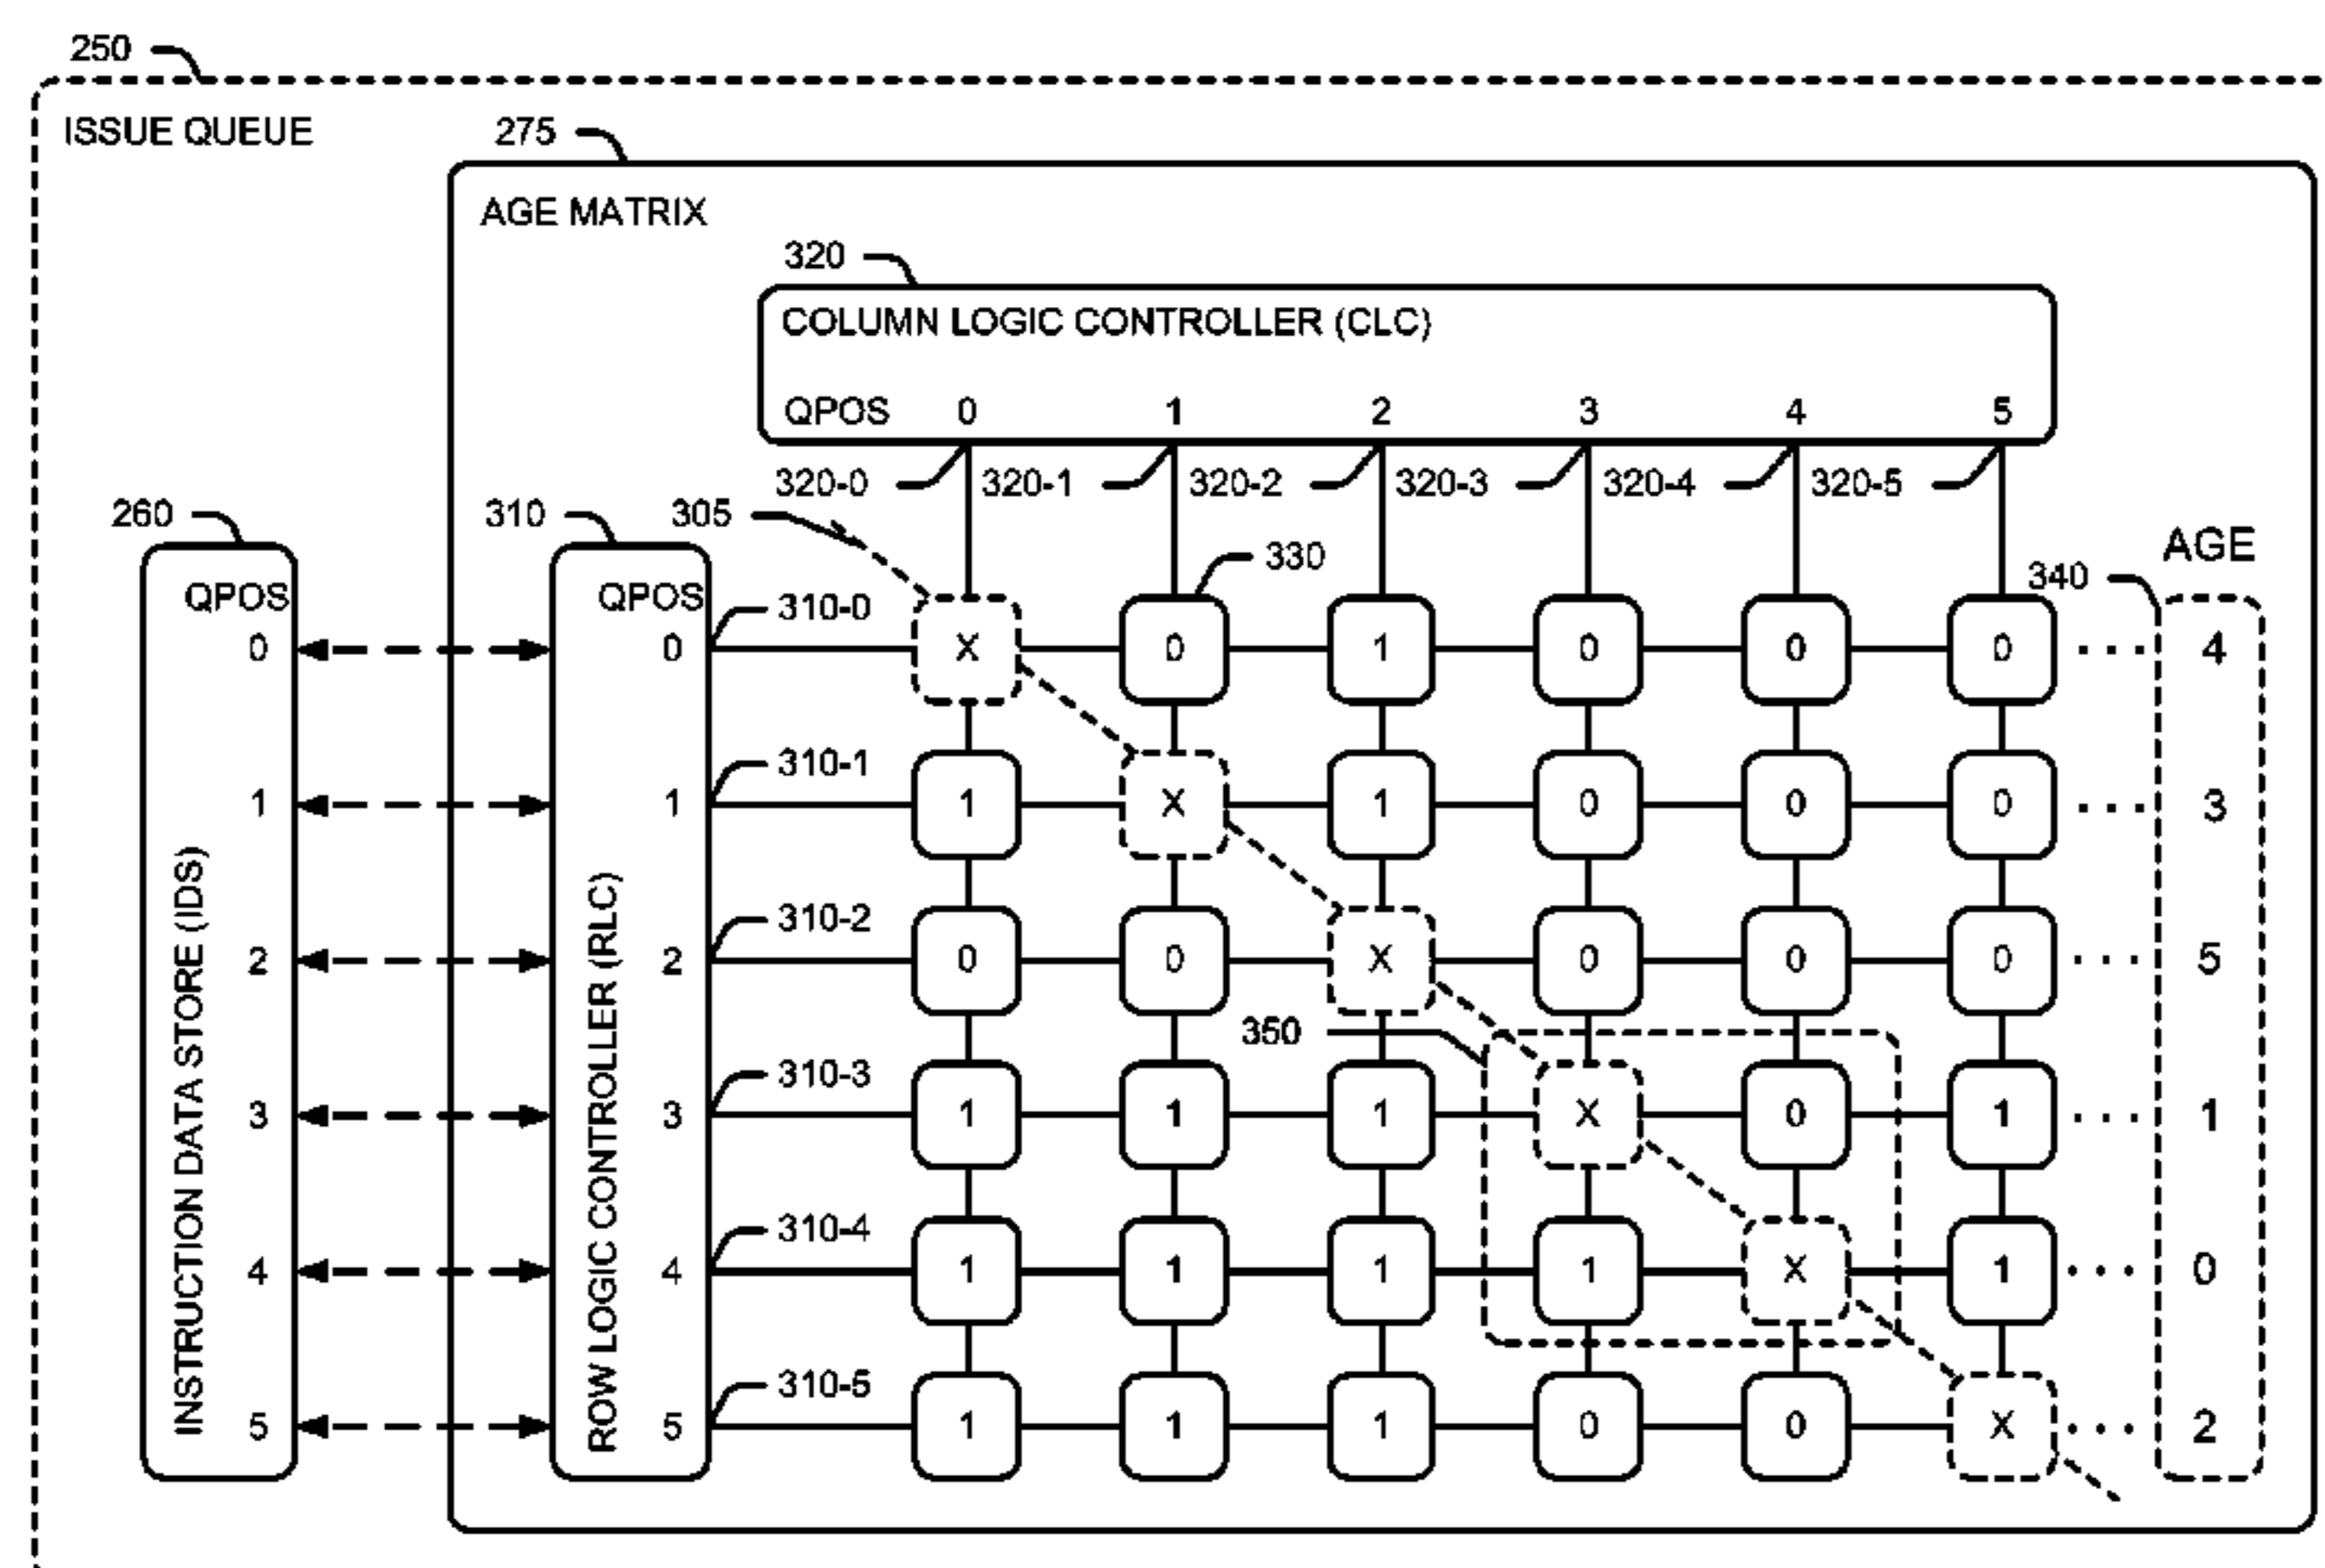 250
ISSUE QUEUE
275
AGE MATRIX
320
COLUMN LOGIC CONTROLLER (CLC)
QPOS 0 1 2 3 4 5
320-0 320-1 320-2 320-3 320-4 320-5
260 310 305
330
AGE
340
QPOS QPOS
310-0
0 0 X 0 1 0 0 0 ... 4
310-1
1 1 1 X 1 0 0 0 ... 3
310-2
2 2 0 0 X 0 0 0 ... 5
350
310-3
3 3 1 1 1 X 0 1 ... 1
310-4
4 4 1 1 1 1 X 1 ... 0
310-5
5 5 1 1 1 0 0 X ... 2
INSTRUCTION DATA STORE (IDS)
ROW LOGIC CONTROLLER (RLC)